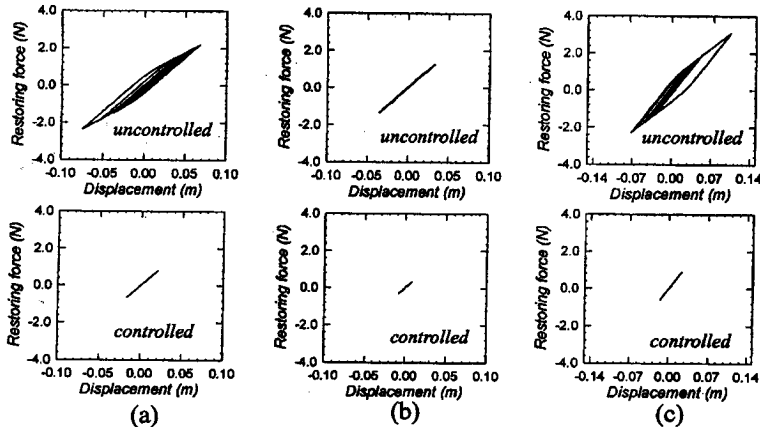 Restoring force (N)
4.0
2.0
0.0
-2.0
-4.0
uncontrolled
-0.10 -0.05 0.00 0.05 0.10
Displacement (m)
Restoring force (N)
4.0
2.0
0.0
-2.0
-4.0
uncontrolled
-0.10 -0.05 0.00 0.05 0.10
Displacement (m)
Restoring force (N)
4.0
2.0
0.0
-2.0
-4.0
uncontrolled
-0.14 -0.07 0.00 0.07 0.14
Displacement (m)
Restoring force (N)
4.0
2.0
0.0
-2.0
-4.0
controlled
-0.10 -0.05 0.00 0.05 0.10
Displacement (m)
(a)
Restoring force (N)
4.0
2.0
0.0
-2.0
-4.0
controlled
-0.10 -0.05 0.00 0.05 0.10
Displacement (m)
(b)
Restoring force (N)
4.0
2.0
0.0
-2.0
-4.0
controlled
-0.14 -0.07 0.00 0.07 0.14
Displacement (m)
(c)